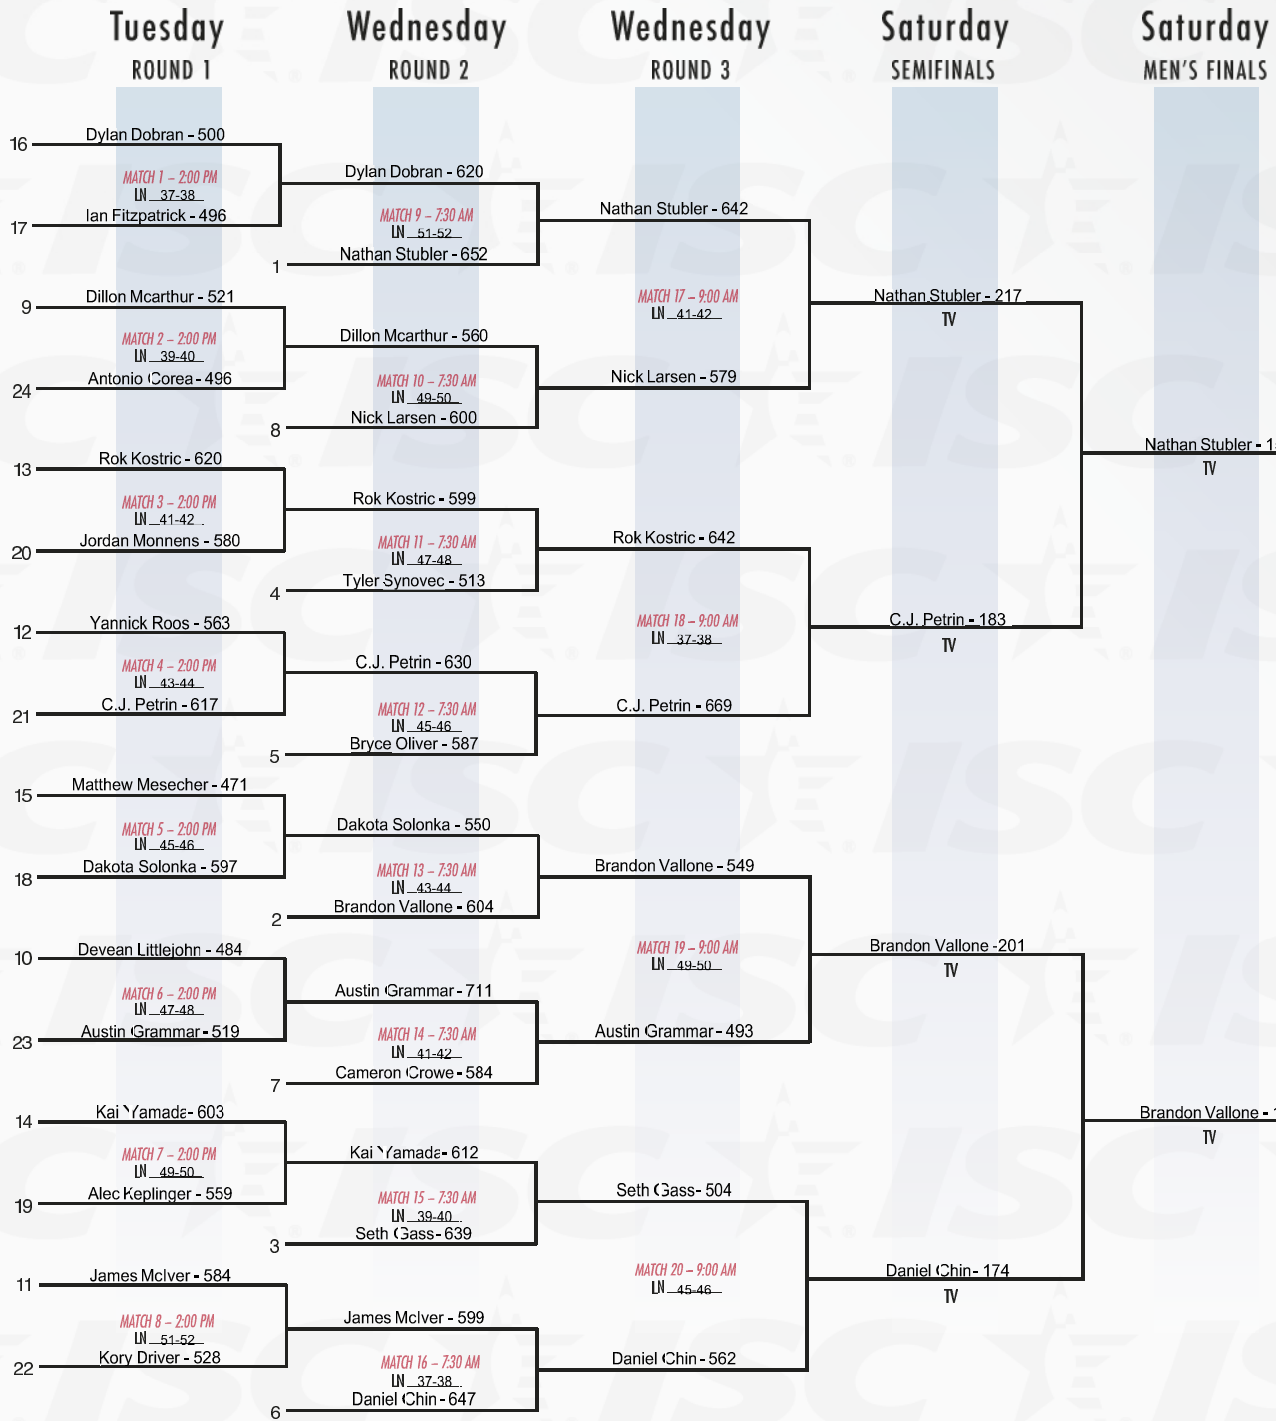 Tuesday
ROUND 1
Wednesday
ROUND 2
Wednesday
ROUND 3
Saturday
SEMIFINALS
Saturday
MEN'S FINALS
16
Dylan Dobran - 500
MATCH 1 – 2:00 PM
LN 37-38
17
Ian Fitzpatrick - 496
9
Dillon Mcarthur - 521
MATCH 2 – 2:00 PM
LN 39-40
24
Antonio Corea - 496
13
Rok Kostric - 620
MATCH 3 – 2:00 PM
LN 41-42
20
Jordan Monnens - 580
12
Yannick Roos - 563
MATCH 4 – 2:00 PM
LN 43-44
21
C.J. Petrin - 617
15
Matthew Mesecher - 471
MATCH 5 – 2:00 PM
LN 45-46
18
Dakota Solonka - 597
10
Devean Littlejohn - 484
MATCH 6 – 2:00 PM
LN 47-48
23
Austin Grammar - 519
14
Kai Yamada - 603
MATCH 7 – 2:00 PM
LN 49-50
19
Alec Keplinger - 559
11
James McIver - 584
MATCH 8 – 2:00 PM
LN 51-52
22
Kory Driver - 528
Dylan Dobran - 620
MATCH 9 – 7:30 AM
LN 51-52
1
Nathan Stubler - 652
Dillon Mcarthur - 560
MATCH 10 – 7:30 AM
LN 49-50
8
Nick Larsen - 600
Rok Kostric - 599
MATCH 11 – 7:30 AM
LN 47-48
4
Tyler Synovec - 513
C.J. Petrin - 630
MATCH 12 – 7:30 AM
LN 45-46
5
Bryce Oliver - 587
Dakota Solonka - 550
MATCH 13 – 7:30 AM
LN 43-44
2
Brandon Vallone - 604
Austin Grammar - 711
MATCH 14 – 7:30 AM
LN 41-42
7
Cameron Crowe - 584
Kai Yamada - 612
MATCH 15 – 7:30 AM
LN 39-40
3
Seth Gass - 639
James McIver - 599
MATCH 16 – 7:30 AM
LN 37-38
6
Daniel Chin - 647
Nathan Stubler - 642
MATCH 17 – 9:00 AM
LN 41-42
Nick Larsen - 579
Rok Kostric - 642
MATCH 18 – 9:00 AM
LN 37-38
C.J. Petrin - 669
Brandon Vallone - 549
MATCH 19 – 9:00 AM
LN 49-50
Austin Grammar - 493
Seth Gass - 504
MATCH 20 – 9:00 AM
LN 45-46
Daniel Chin - 562
Nathan Stubler - 217
TV
C.J. Petrin - 183
TV
Brandon Vallone -201
TV
Daniel Chin - 174
TV
Nathan Stubler -
TV
Brandon Vallone -
TV
ISC